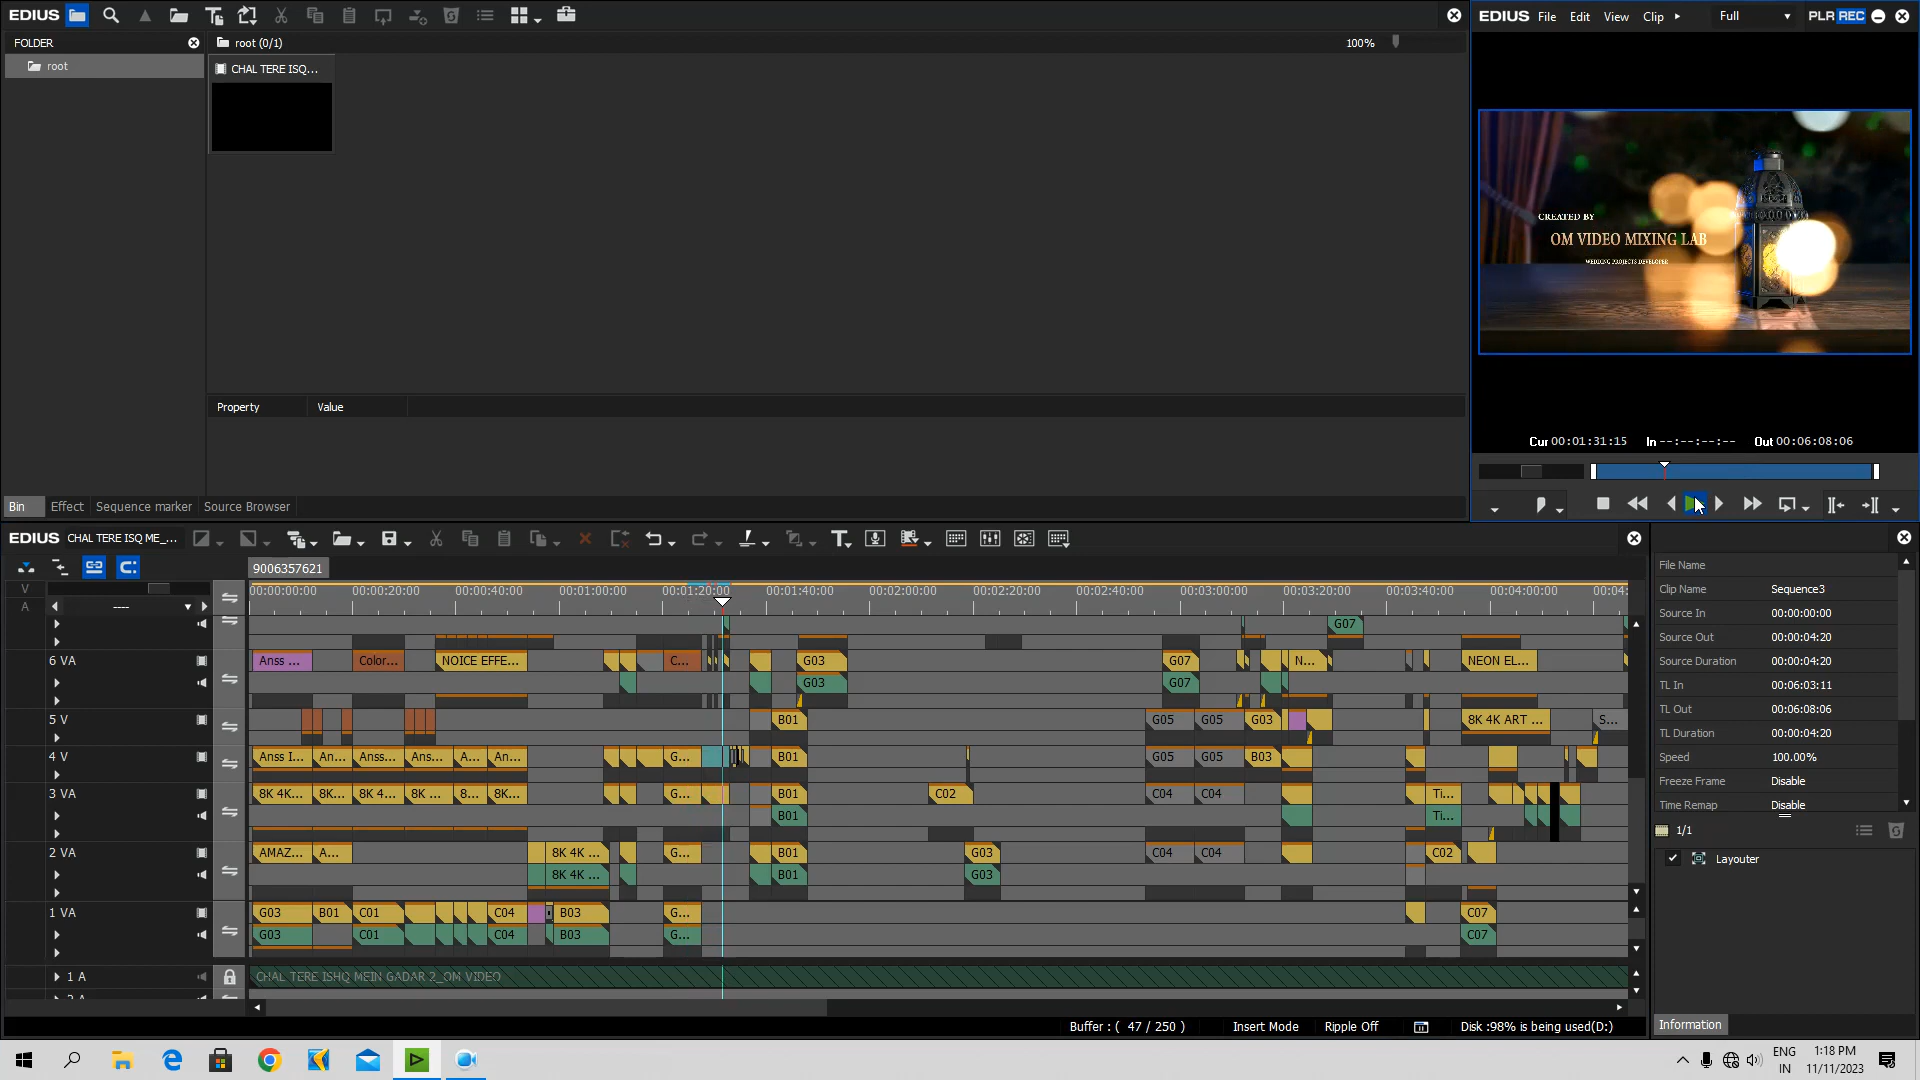 EDIUS
EDIUS File Edit View Clip Full PLR REC
FOLDER
root (0/1)
100%
root
CHAL TERE ISQ...
CREATED BY
OM VIDEO MIXING LAB
WEDDING PROJECTS DEVELOPER
Property Value
Cur 00:01:31:15 In --:--:--:-- Out 00:06:08:06
Bin Effect Sequence marker Source Browser
EDIUS CHAL TERE ISQ ME_...
9006357621
V
A
----
00:00:00:00 00:00:20:00 00:00:40:00 00:01:00:00 00:01:20:00 00:01:40:00 00:02:00:00 00:02:20:00 00:02:40:00 00:03:00:00 00:03:20:00 00:03:40:00 00:04:00:00 00:04:
G07
6 VA Anss ... Color... NOICE EFFE... C... G03 G07 N... NEON EL...
G03 G07
5 V B01 G05 G05 G03 8K 4K ART ... S...
4 V Anss I... An... Anss... Ans... A... An... G... B01 G05 G05 B03
3 VA 8K 4K... 8K... 8K 4... 8K ... 8... 8K... G... B01 C02 C04 C04 Ti...
B01 Ti...
2 VA AMAZ... A... 8K 4K ... G... B01 G03 C04 C04 C02
8K 4K ... B01 G03
1 VA G03 B01 C01 C04 B03 G... C07
G03 C01 C04 B03 G... C07
1 A CHAL TERE ISHQ MEIN GADAR 2_OM VIDEO
File Name
Clip Name Sequence3
Source In 00:00:00:00
Source Out 00:00:04:20
Source Duration 00:00:04:20
TL In 00:06:03:11
TL Out 00:06:08:06
TL Duration 00:00:04:20
Speed 100.00%
Freeze Frame Disable
Time Remap Disable
1/1
Layouter
Information
Buffer : ( 47 / 250 ) Insert Mode Ripple Off Disk :98% is being used(D:)
ENG
IN
1:18 PM
11/11/2023